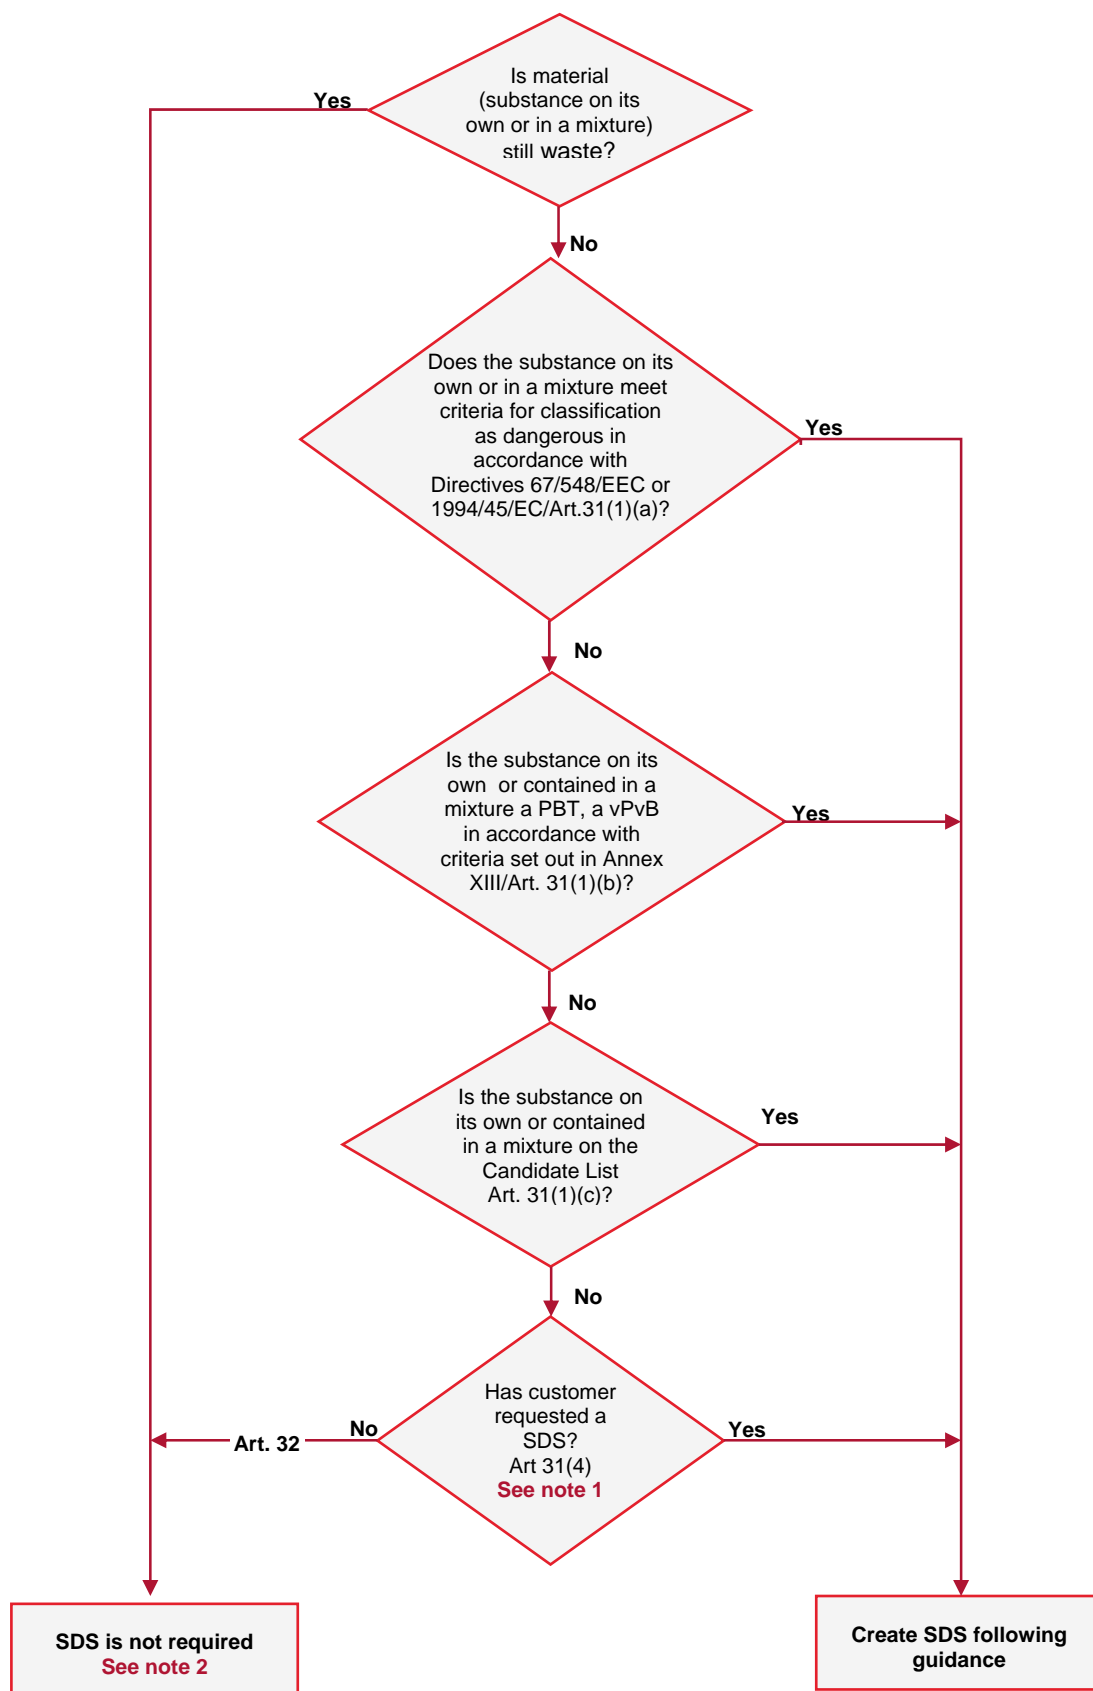 Is material
(substance on its
own or in a mixture)
still waste?
Yes
No
Does the substance on its
own or in a mixture meet
criteria for classification
as dangerous in
accordance with
Directives 67/548/EEC or
1994/45/EC/Art.31(1)(a)?
Yes
No
Is the substance on its
own or contained in a
mixture a PBT, a vPvB
in accordance with
criteria set out in Annex
XIII/Art. 31(1)(b)?
Yes
No
Is the substance on
its own or contained
in a mixture on the
Candidate List
Art. 31(1)(c)?
Yes
No
Has customer
requested a
SDS?
Art 31(4)
See note 1
No
Art. 32
Yes
SDS is not required
See note 2
Create SDS following
guidance